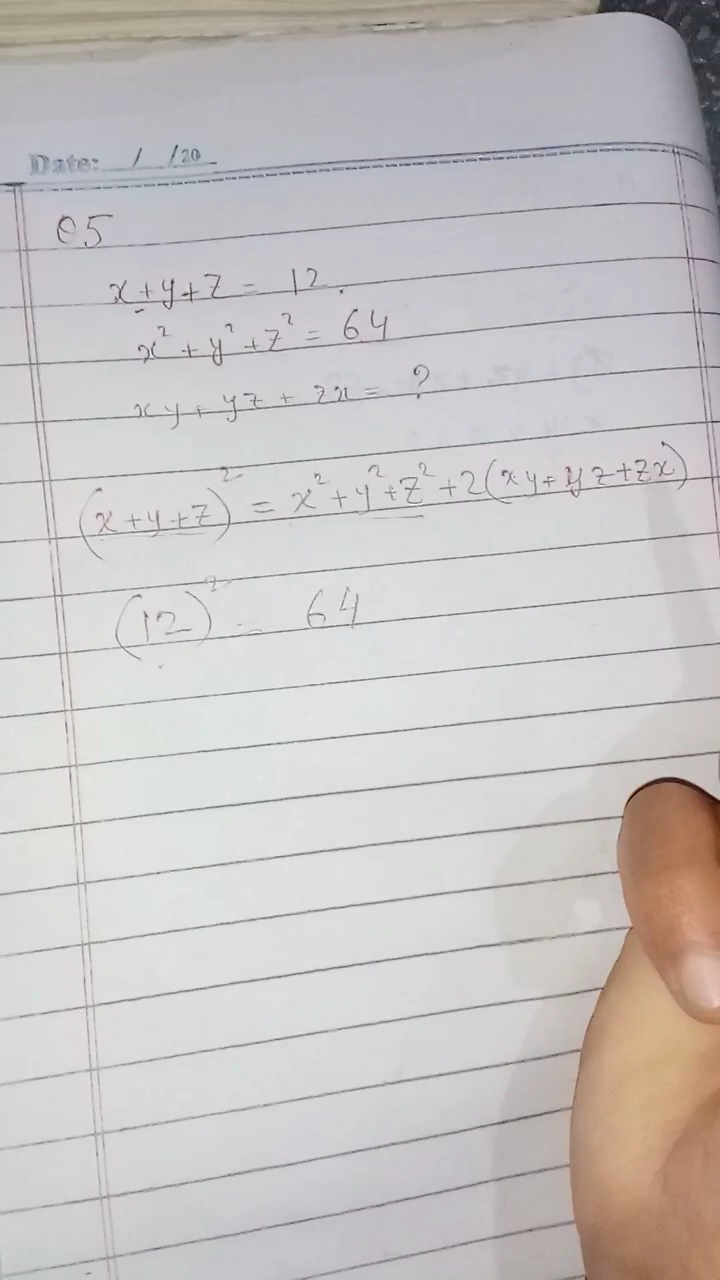 Date: / /20
05
x+y+z = 12.
x² + y² + z² = 64
xy + yz + zx = ?
(x+y+z)² = x²+y²+z²+2(xy+yz+zx)
(12)² = 64